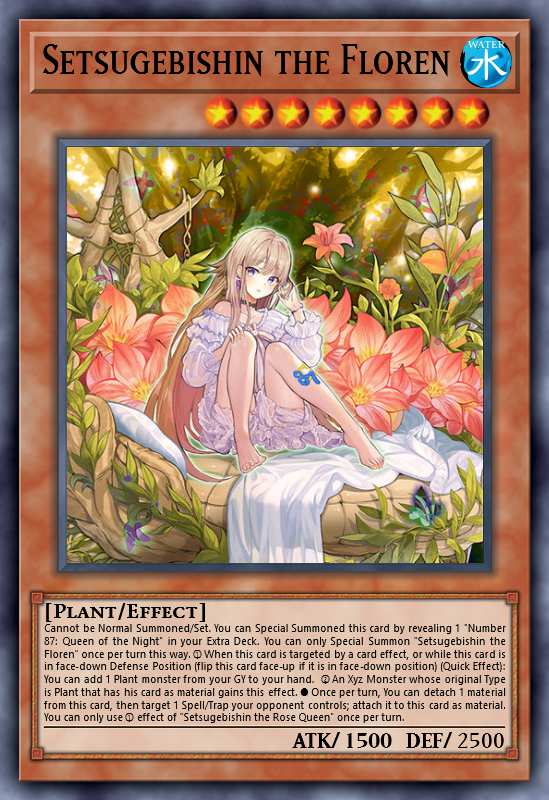 Setsugebishin the Floren
WATER
水
87
[Plant/Effect]
Cannot be Normal Summoned/Set. You can Special Summoned this card by revealing 1 "Number
87: Queen of the Night" in your Extra Deck. You can only Special Summon "Setsugebishin the
Floren" once per turn this way. ① When this card is targeted by a card effect, or while this card is
in face-down Defense Position (flip this card face-up if it is in face-down position) (Quick Effect):
You can add 1 Plant monster from your GY to your hand. ② An Xyz Monster whose original Type
is Plant that has his card as material gains this effect. ● Once per turn, You can detach 1 material
from this card, then target 1 Spell/Trap your opponent controls; attach it to this card as material.
You can only use ① effect of "Setsugebishin the Rose Queen" once per turn.
ATK/ 1500 DEF/ 2500